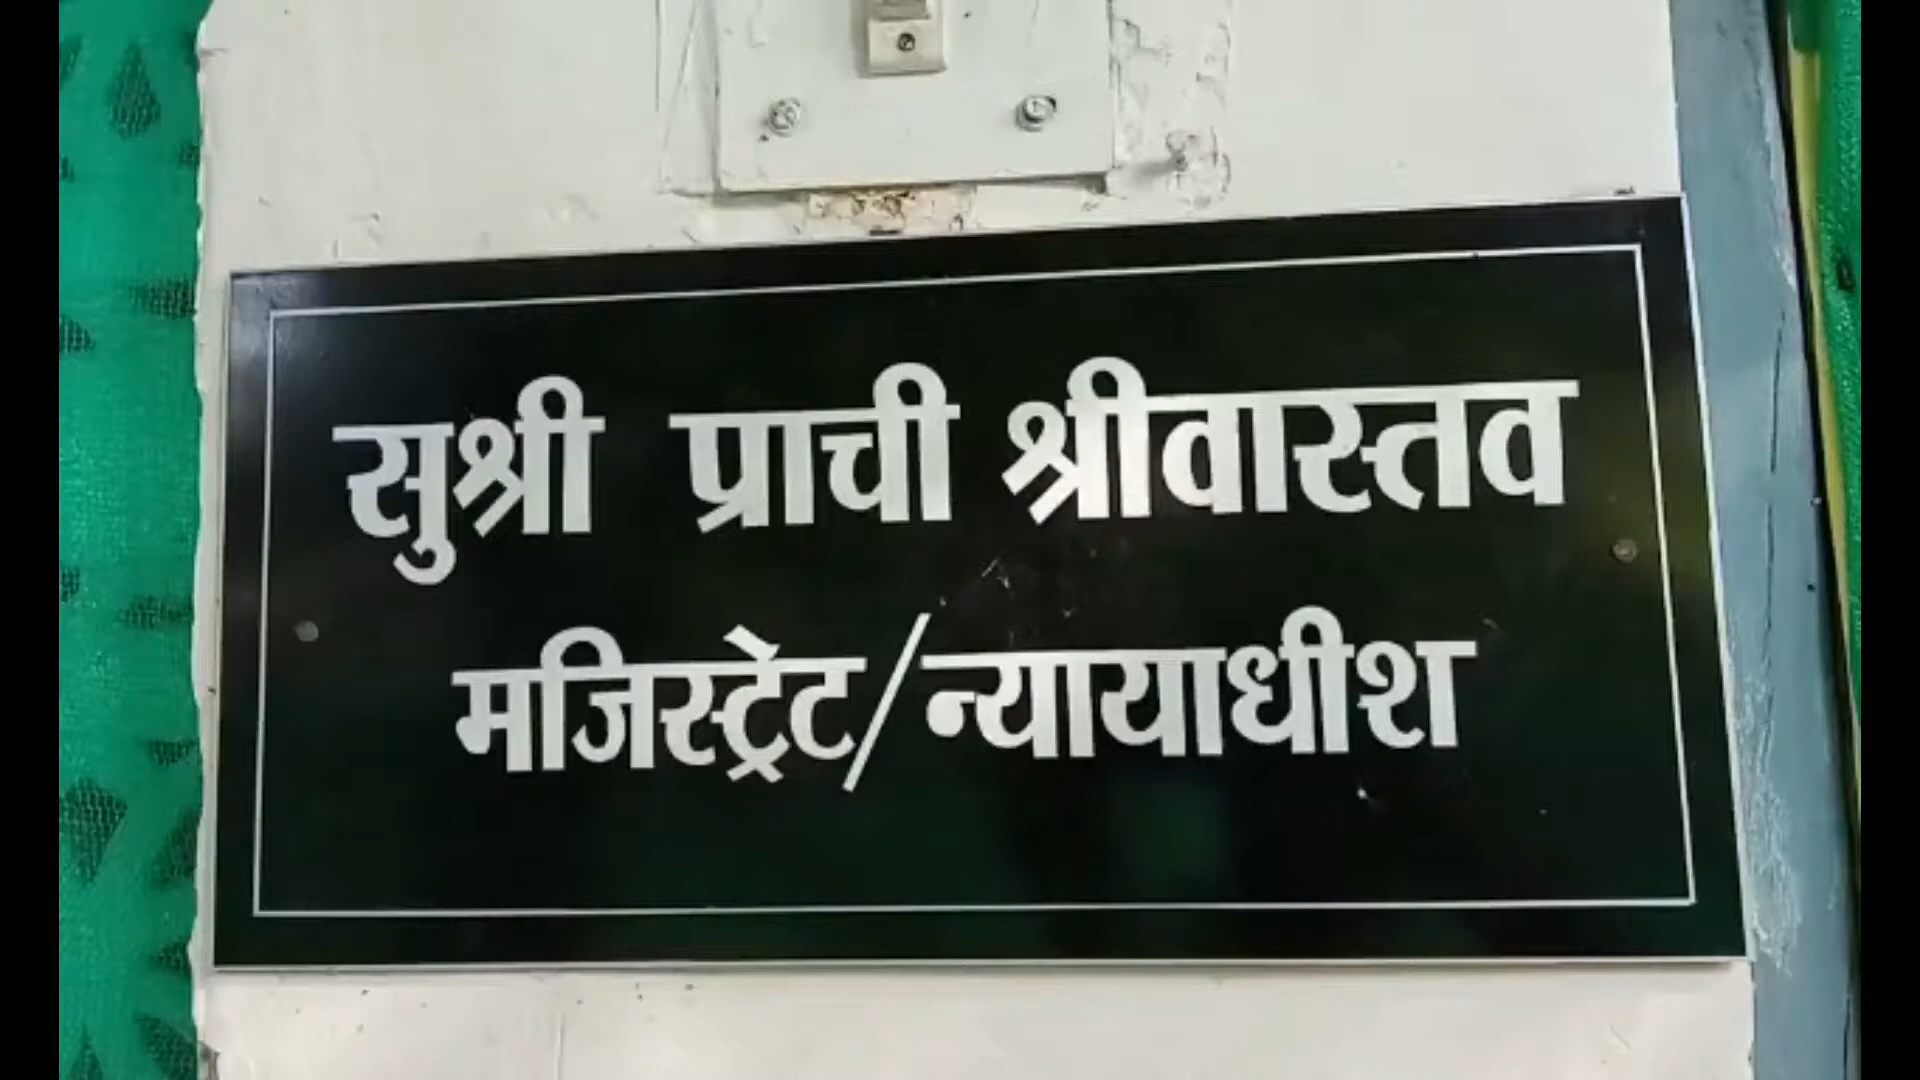 सुश्री प्राची श्रीवास्तव
मजिस्ट्रेट/न्यायाधीश